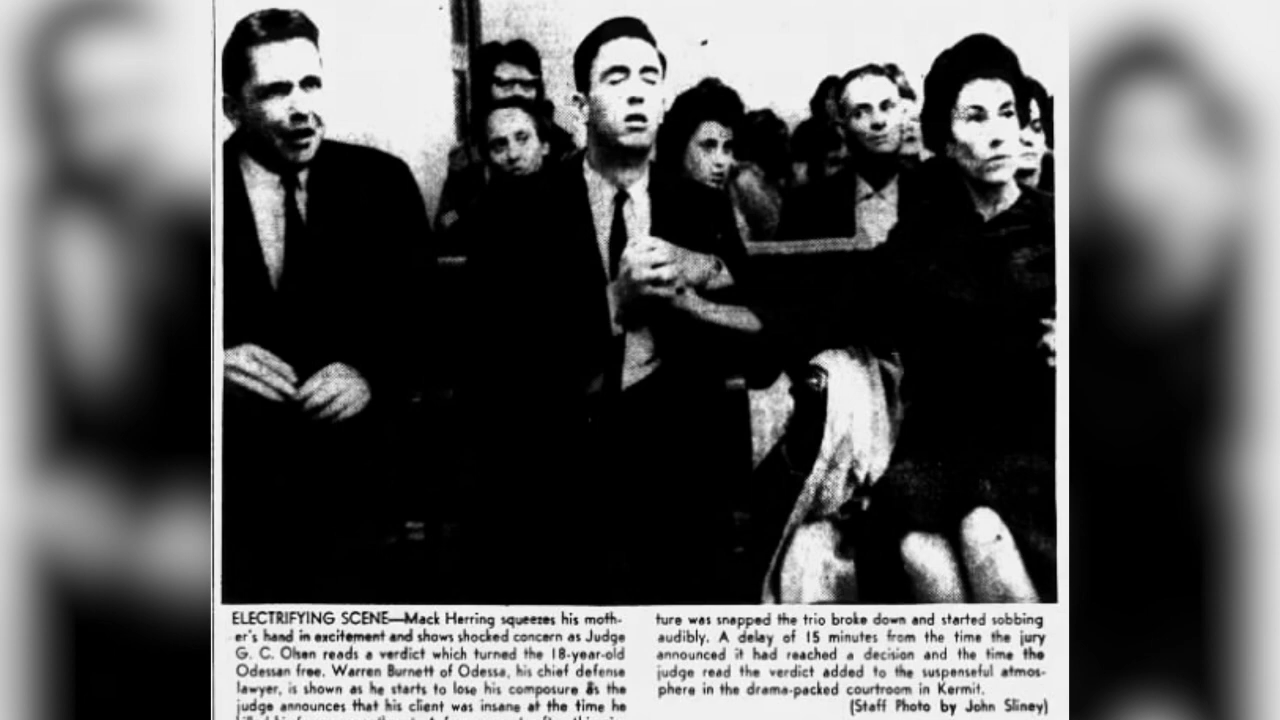 ELECTRIFYING SCENE—Mack Herring squeezes his moth-
er's hand in excitement and shows shocked concern as Judge
G. C. Olsen reads a verdict which turned the 18-year-old
Odessan free. Warren Burnett of Odessa, his chief defense
lawyer, is shown as he starts to lose his composure as the
judge announces that his client was insane at the time he
ture was snapped the trio broke down and started sobbing
audibly. A delay of 15 minutes from the time the jury
announced it had reached a decision and the time the
judge read the verdict added to the suspenseful atmos-
phere in the drama-packed courtroom in Kermit.
(Staff Photo by John Sliney)